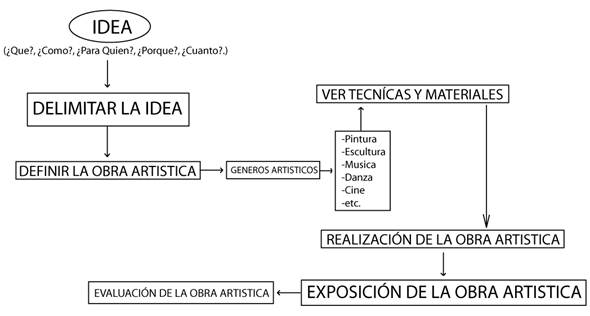 IDEA
(¿Que?, ¿Como?, ¿Para Quien?, ¿Porque?, ¿Cuanto?.)
DELIMITAR LA IDEA
DEFINIR LA OBRA ARTISTICA
GENEROS ARTISTICOS
-Pintura
-Escultura
-Musica
-Danza
-Cine
-etc.
VER TECNÍCAS Y MATERIALES
REALIZACIÓN DE LA OBRA ARTISTICA
EXPOSICIÓN DE LA OBRA ARTISTICA
EVALUACIÓN DE LA OBRA ARTISTICA